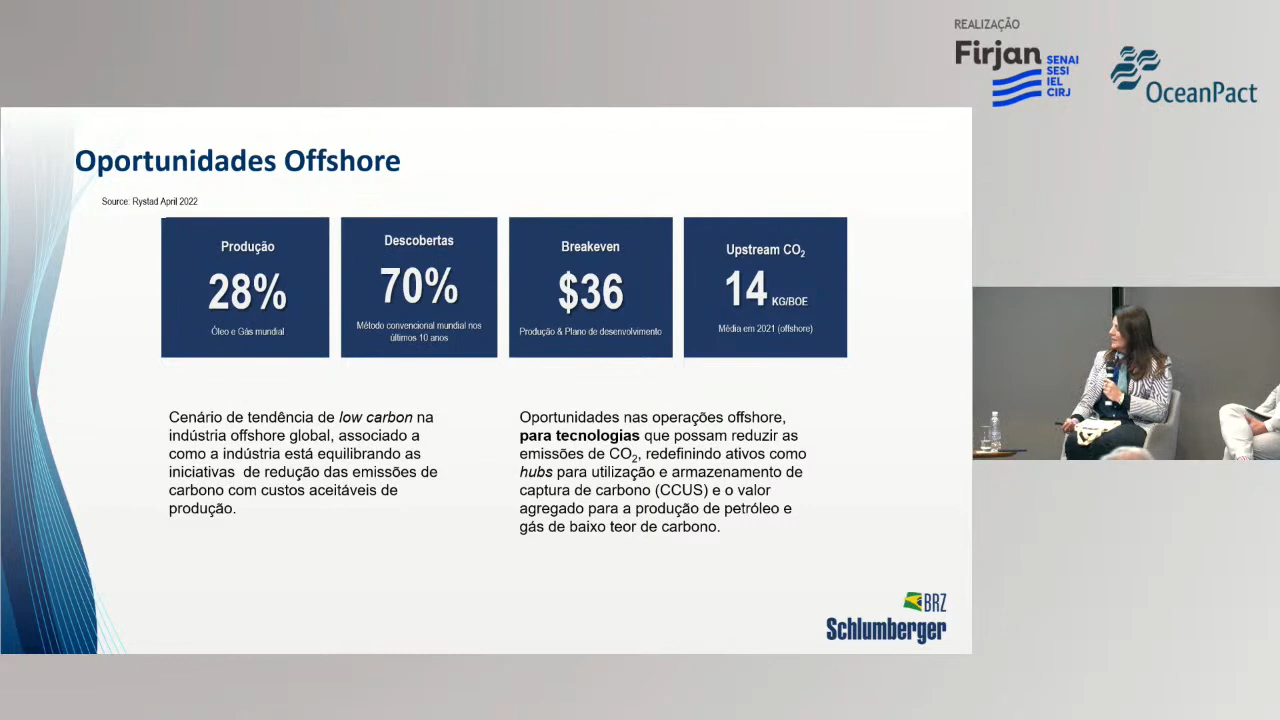 REALIZAÇÃO
Firjan
SENAI
SESI
IEL
CIRJ
OceanPact
Oportunidades Offshore
Source: Rystad April 2022
Produção
28%
Óleo e Gás mundial
Descobertas
70%
Método convencional mundial nos
últimos 10 anos
Breakeven
$36
Produção & Plano de desenvolvimento
Upstream CO₂
14 KG/BOE
Média em 2021 (offshore)
Cenário de tendência de low carbon na
indústria offshore global, associado a
como a indústria está equilibrando as
iniciativas de redução das emissões de
carbono com custos aceitáveis de
produção.
Oportunidades nas operações offshore,
para tecnologias que possam reduzir as
emissões de CO₂, redefinindo ativos como
hubs para utilização e armazenamento de
captura de carbono (CCUS) e o valor
agregado para a produção de petróleo e
gás de baixo teor de carbono.
BRZ
Schlumberger